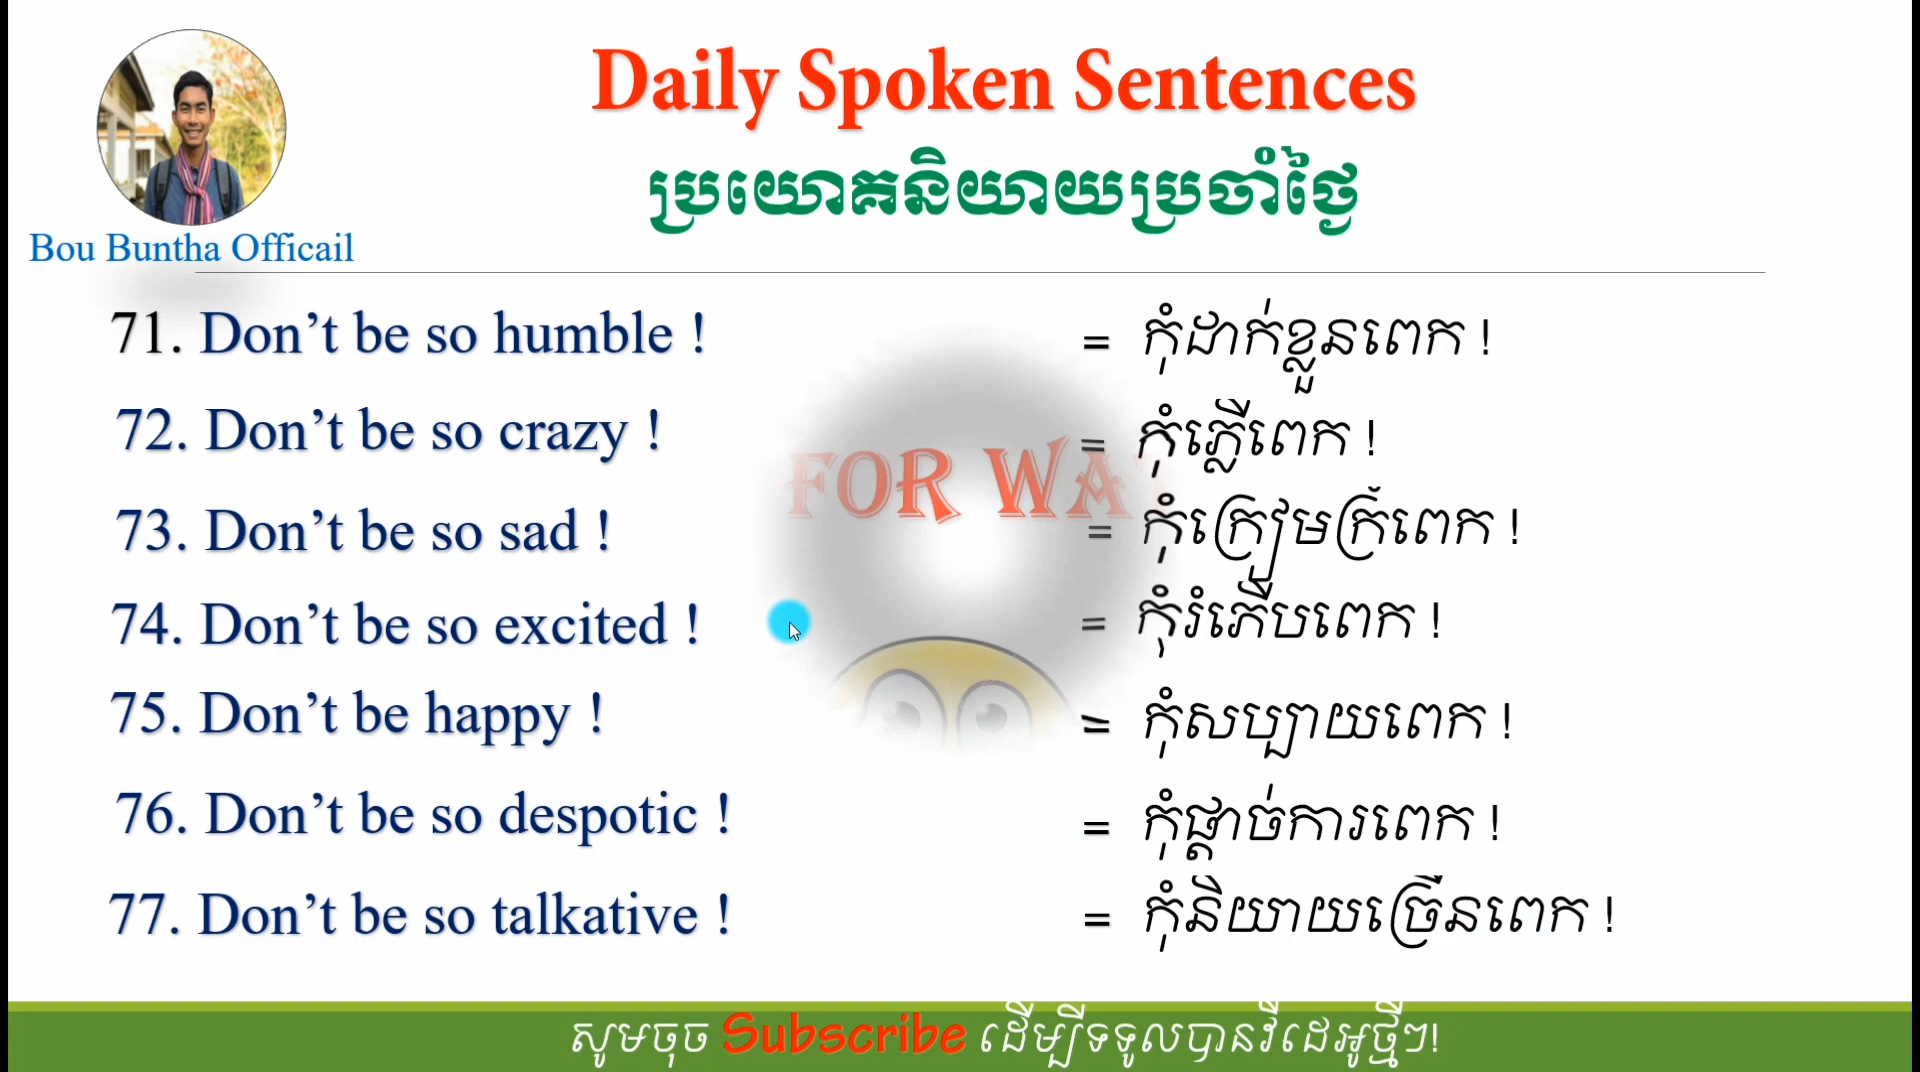 Daily Spoken Sentences
ប្រយោគនិយាយប្រចាំថ្ងៃ
Bou Buntha Officail
71. Don’t be so humble ! = កុំដាក់ខ្លួនពេក !
72. Don’t be so crazy ! = កុំភ្លើពេក !
FOR WA
73. Don’t be so sad ! = កុំក្រៀមក្រំពេក !
74. Don’t be so excited ! = កុំរំភើបពេក !
75. Don’t be happy ! = កុំសប្បាយពេក !
76. Don’t be so despotic ! = កុំផ្តាច់ការពេក !
77. Don’t be so talkative ! = កុំនិយាយច្រើនពេក !
សូមចុច Subscribe ដើម្បីទទួលបានវីដេអូថ្មីៗ!